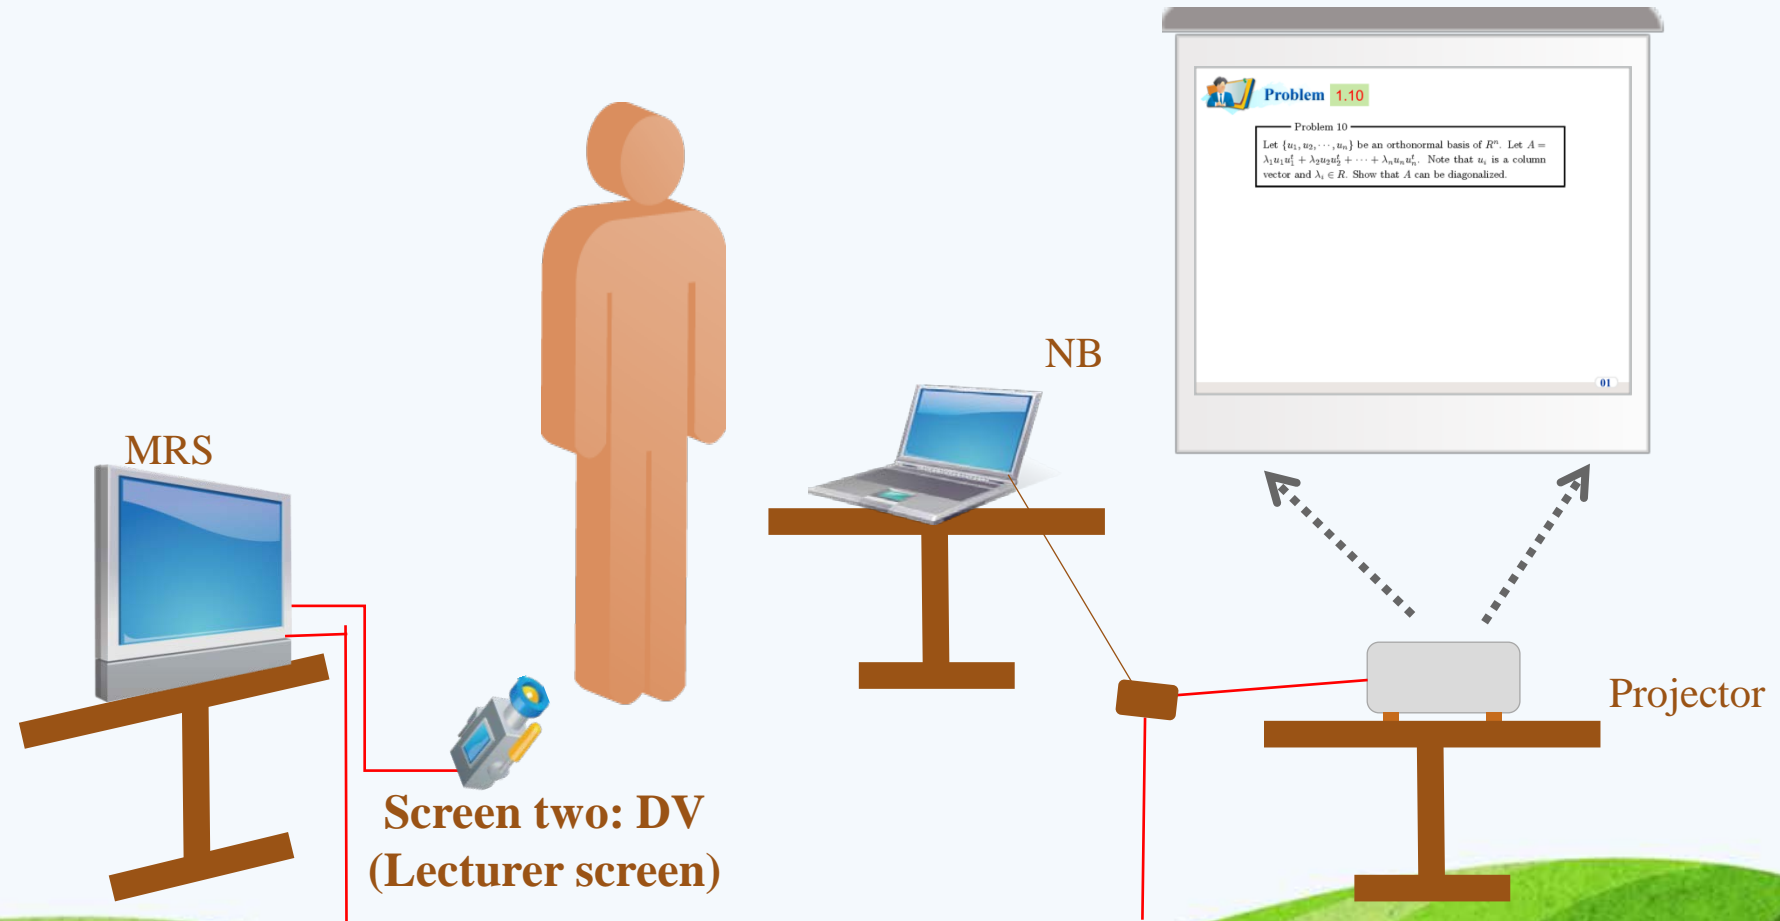 Problem 1.10
Problem 10
Let {u₁, u₂, ⋯, uₙ} be an orthonormal basis of Rⁿ. Let A =
λ₁u₁u₁ᵗ + λ₂u₂u₂ᵗ + ⋯ + λₙuₙuₙᵗ. Note that uᵢ is a column
vector and λᵢ ∈ R. Show that A can be diagonalized.
01
NB
MRS
Projector
Screen two: DV
(Lecturer screen)